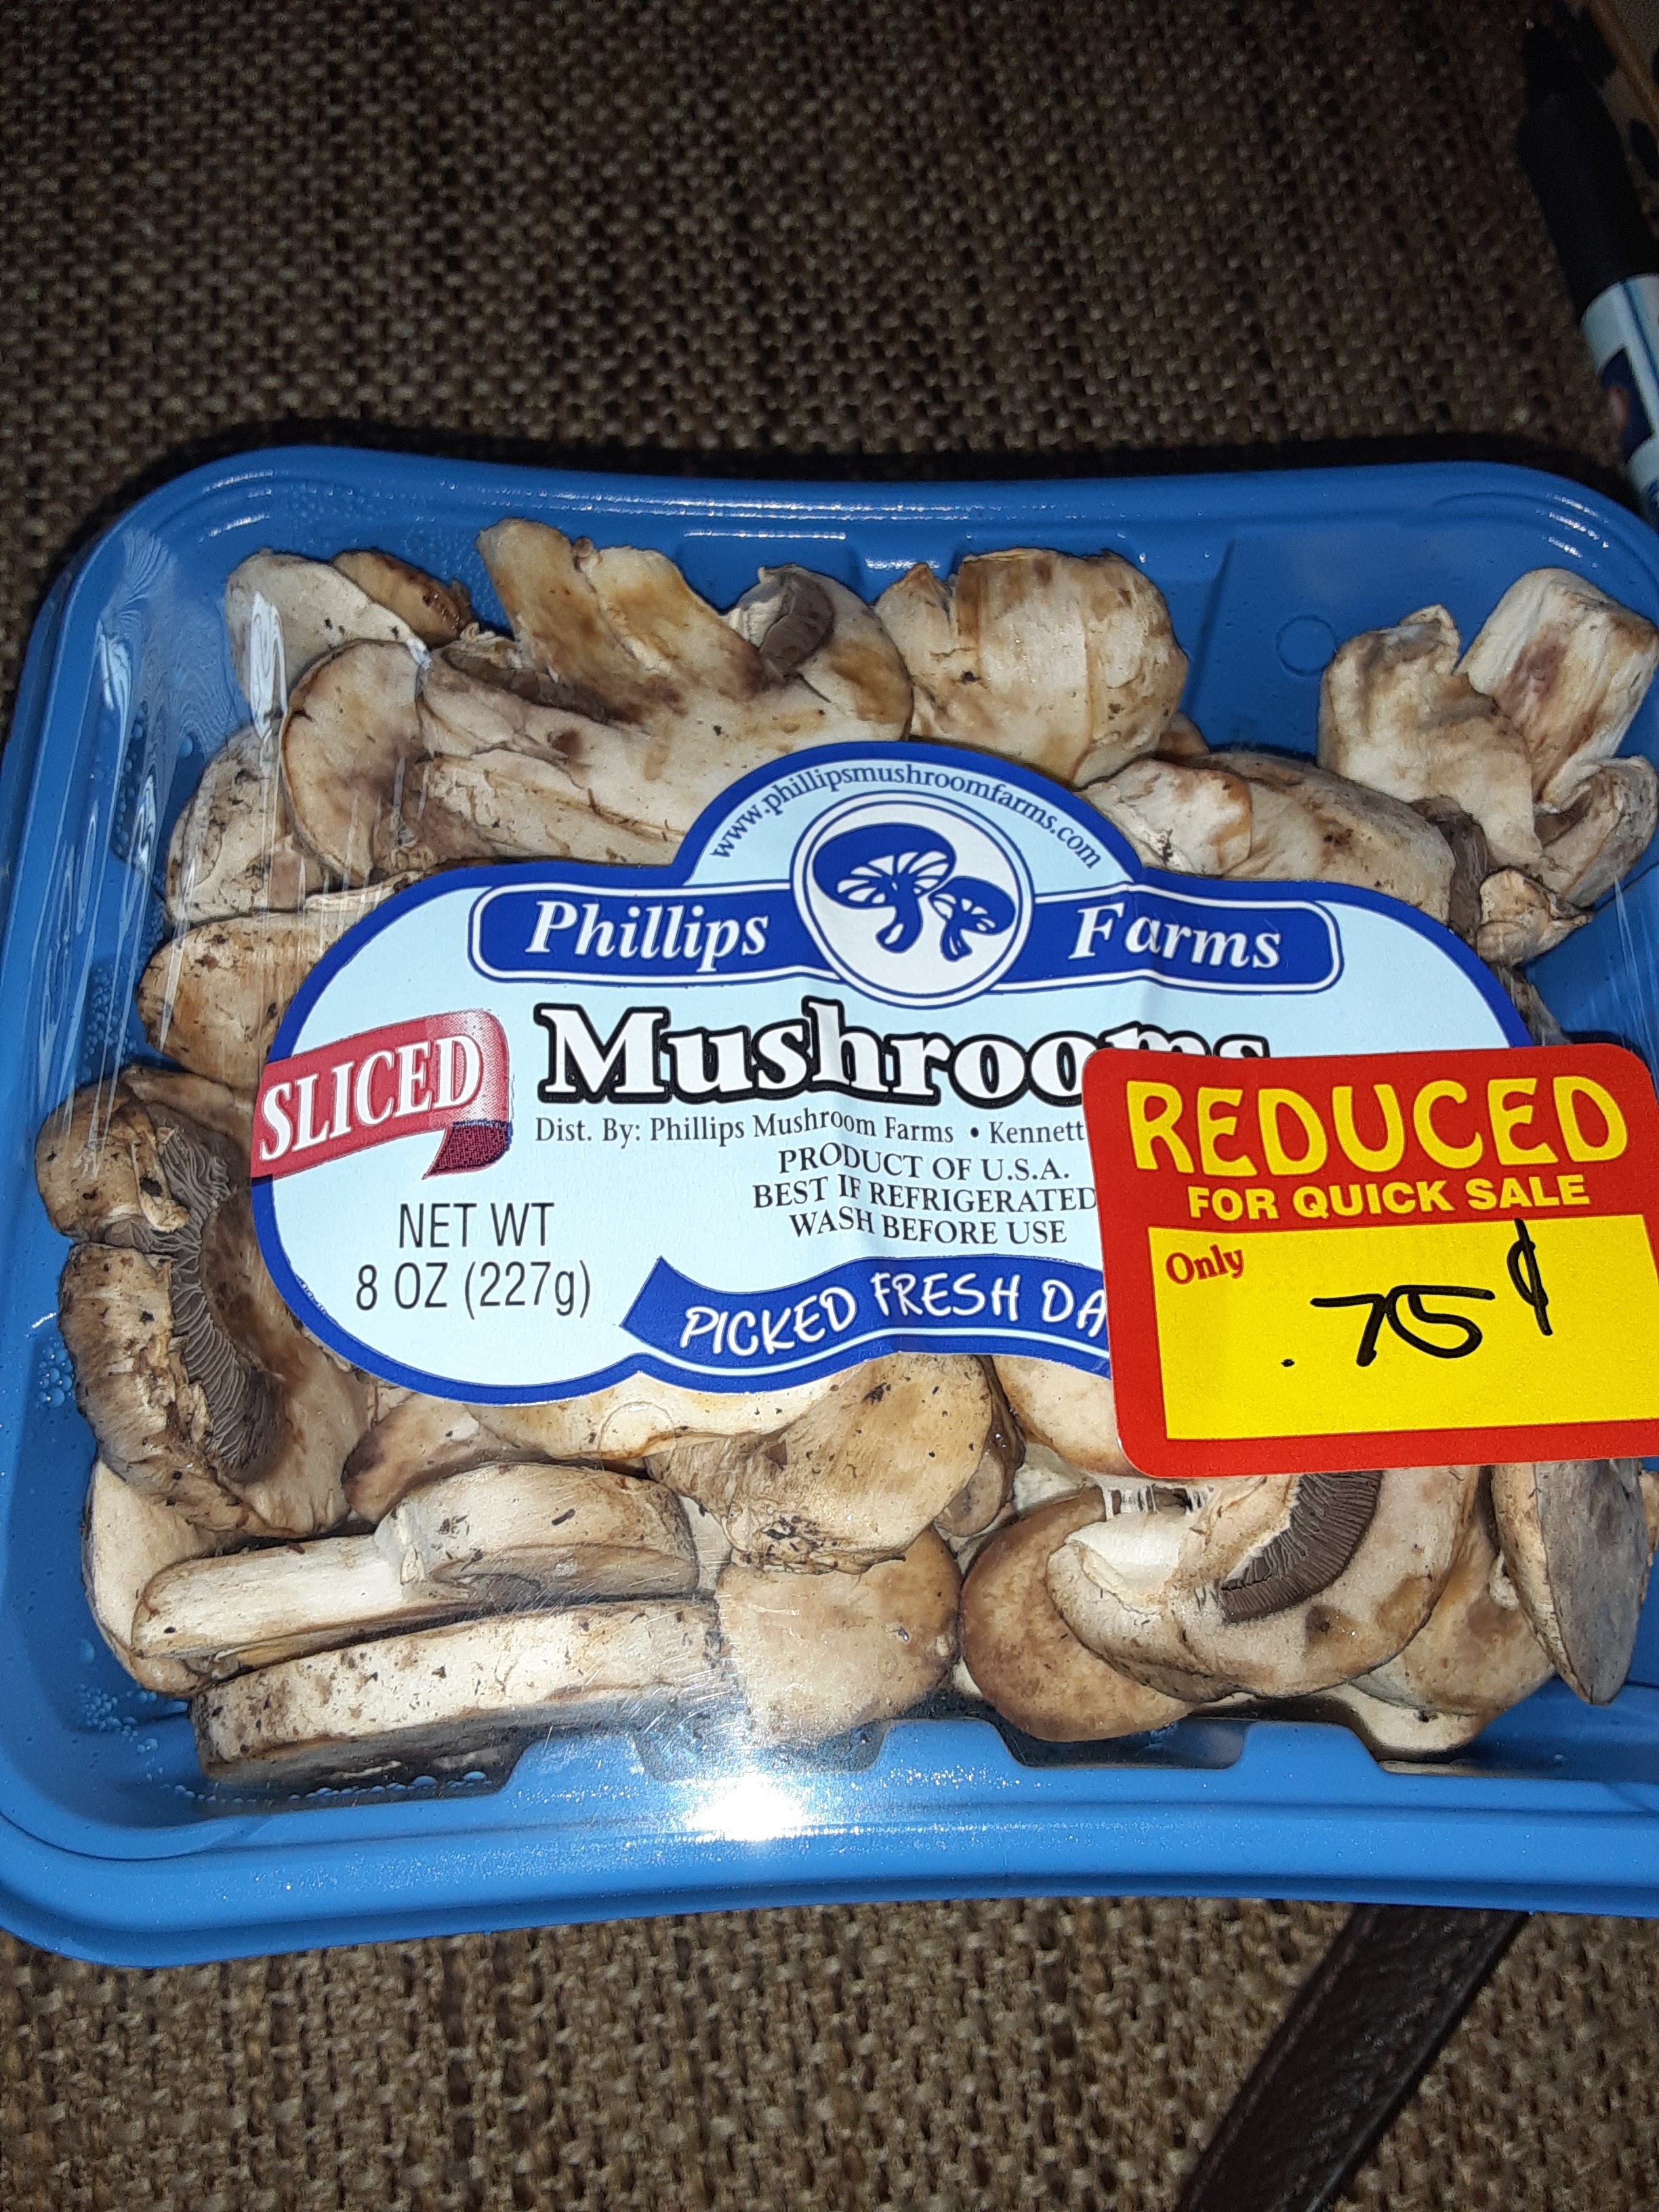 www.phillipsmushroomfarms.com
Phillips Farms
SLICED
Mushrooms
Dist. By: Phillips Mushroom Farms • Kennett
PRODUCT OF U.S.A.
BEST IF REFRIGERATED
WASH BEFORE USE
NET WT
8 OZ (227g)
PICKED FRESH DA
REDUCED
FOR QUICK SALE
Only
.75¢